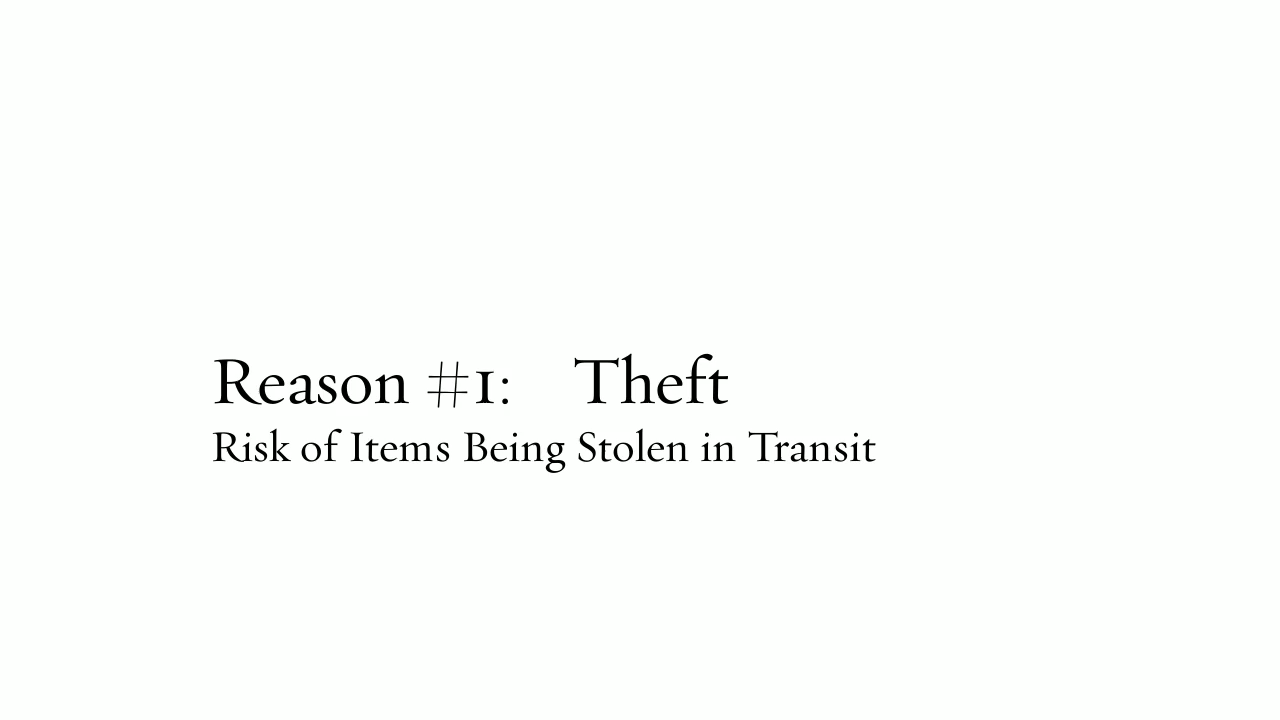 Reason #1: Theft
Risk of Items Being Stolen in Transit